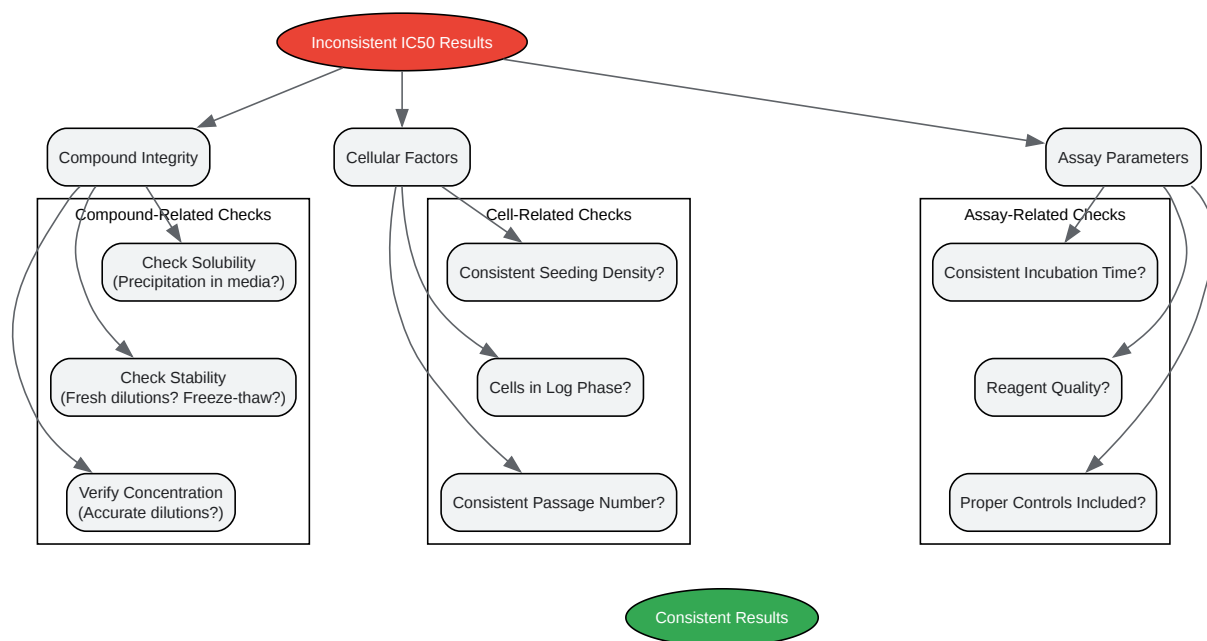 Inconsistent IC50 Results
Compound Integrity
Cellular Factors
Assay Parameters
Compound-Related Checks
Check Solubility
(Precipitation in media?)
Check Stability
(Fresh dilutions? Freeze-thaw?)
Verify Concentration
(Accurate dilutions?)
Cell-Related Checks
Consistent Seeding Density?
Cells in Log Phase?
Consistent Passage Number?
Assay-Related Checks
Consistent Incubation Time?
Reagent Quality?
Proper Controls Included?
Consistent Results